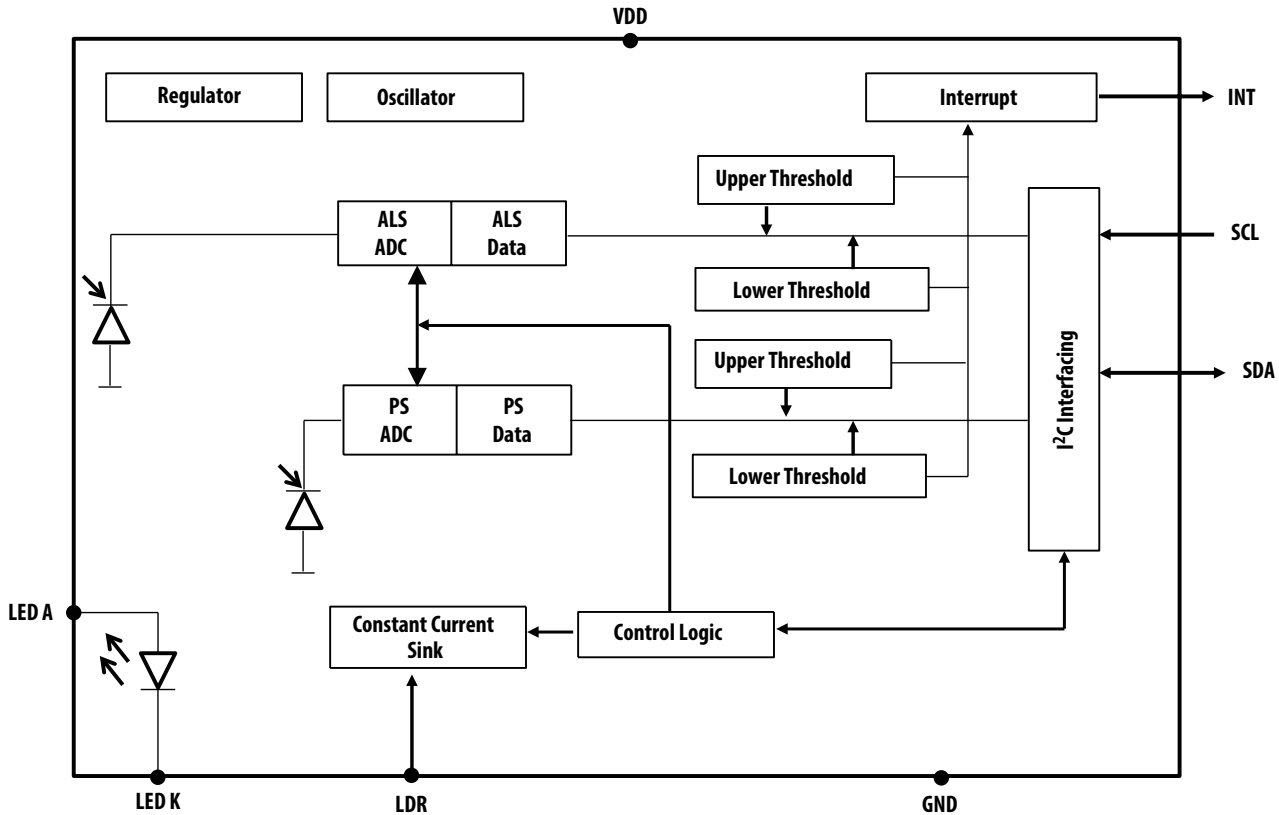 VDD
Regulator
Oscillator
Interrupt
INT
Upper Threshold
ALS
ADC
ALS
Data
SCL
Lower Threshold
Upper Threshold
SDA
PS
ADC
PS
Data
I²C Interfacing
Lower Threshold
LED A
Constant Current
Sink
Control Logic
LED K
LDR
GND